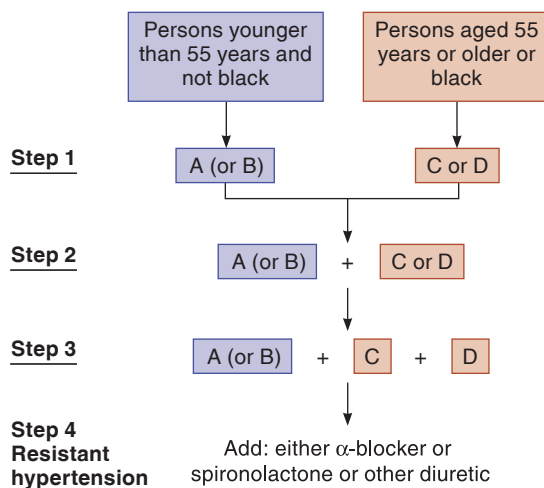 Persons younger
than 55 years and
not black
Persons aged 55
years or older or
black
Step 1
A (or B)
C or D
Step 2
A (or B) + C or D
Step 3
A (or B) + C + D
Step 4
Resistant
hypertension
Add: either α-blocker or
spironolactone or other diuretic